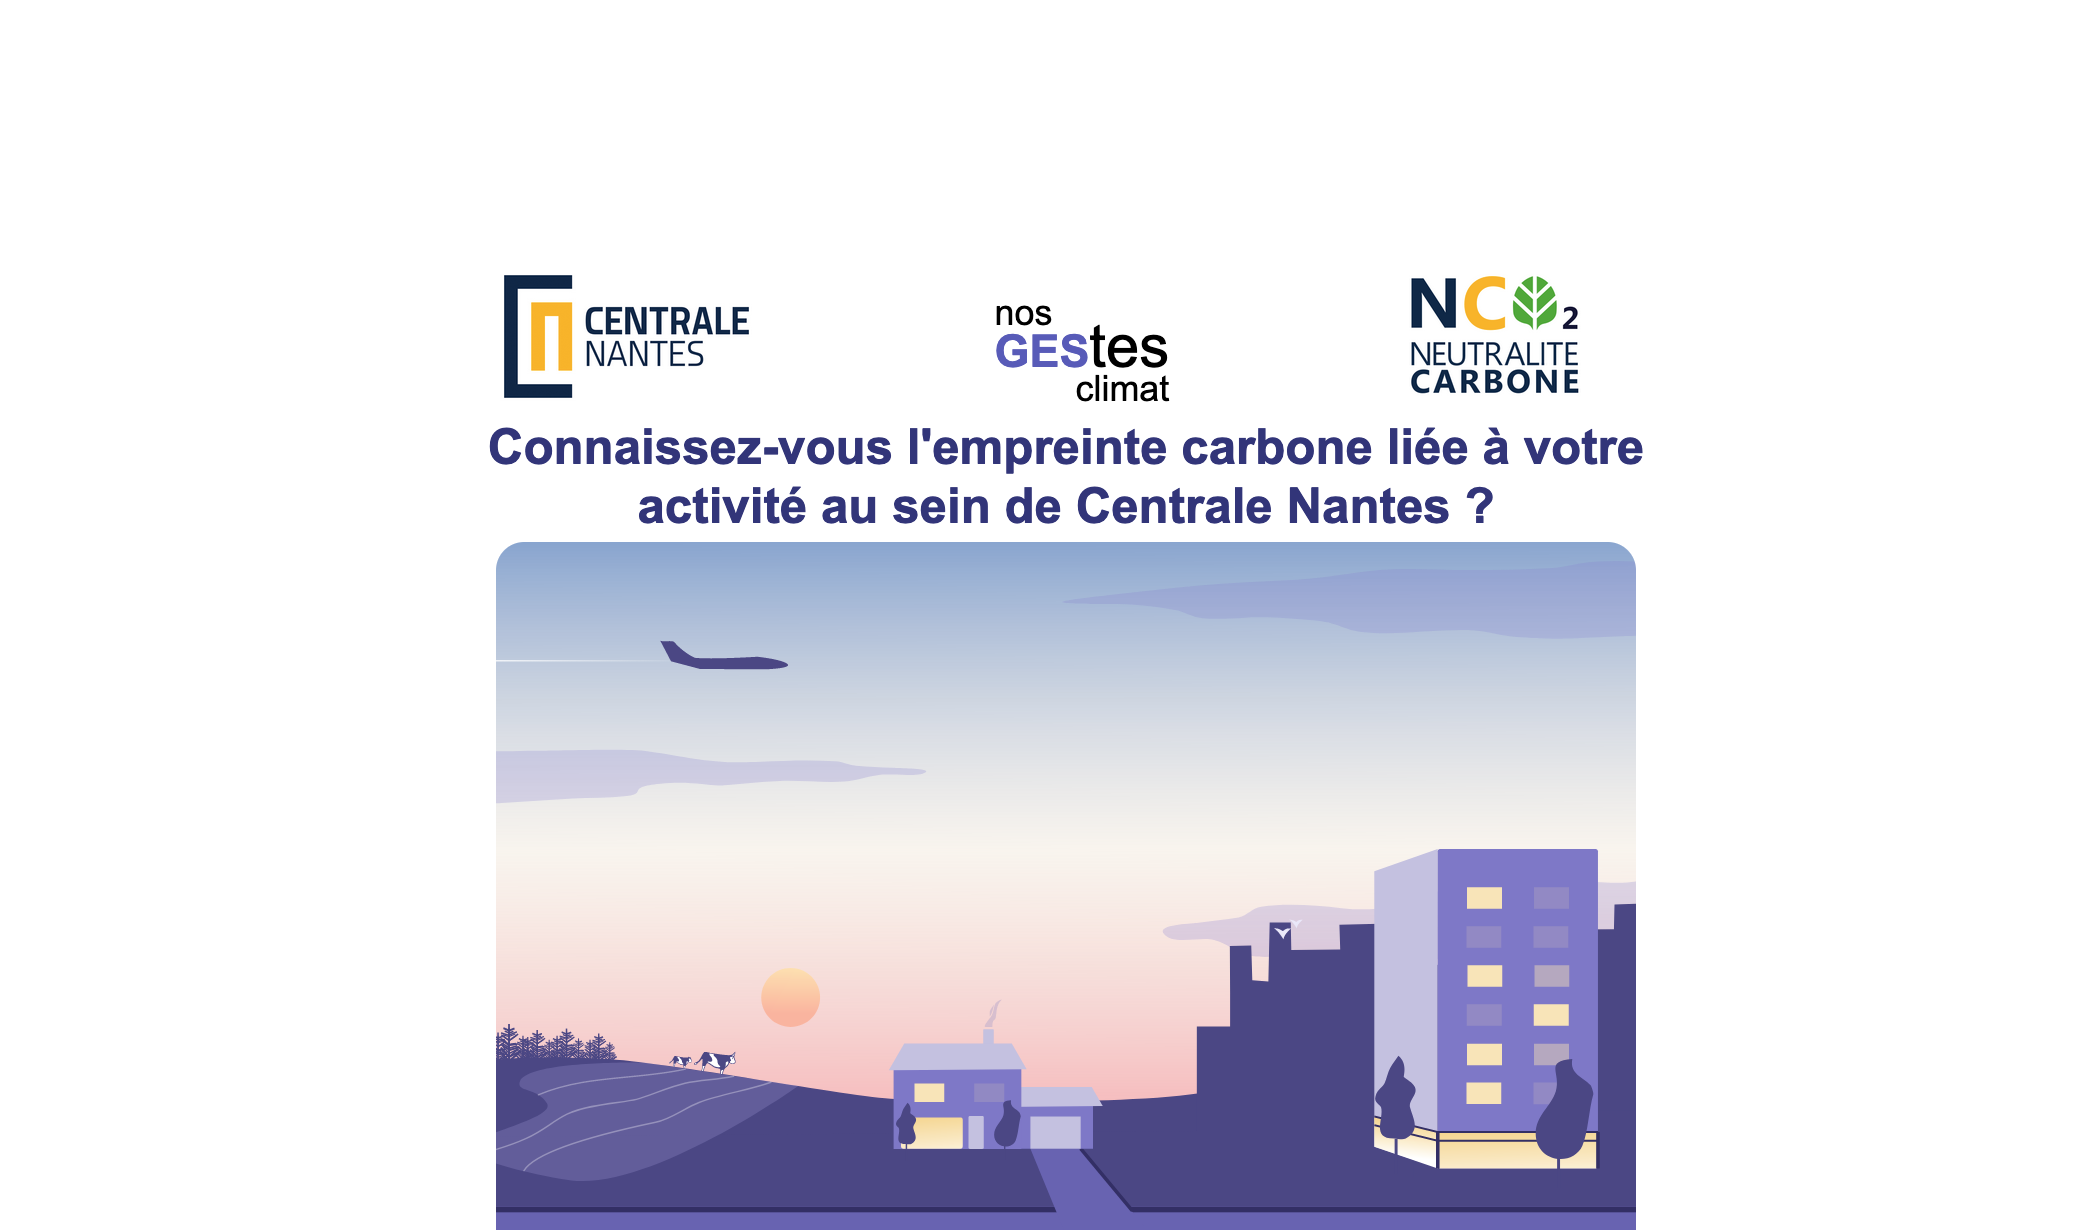 CENTRALE
NANTES
nos
GEStes
climat
NCO2
NEUTRALITE
CARBONE
Connaissez-vous l'empreinte carbone liée à votre
activité au sein de Centrale Nantes ?